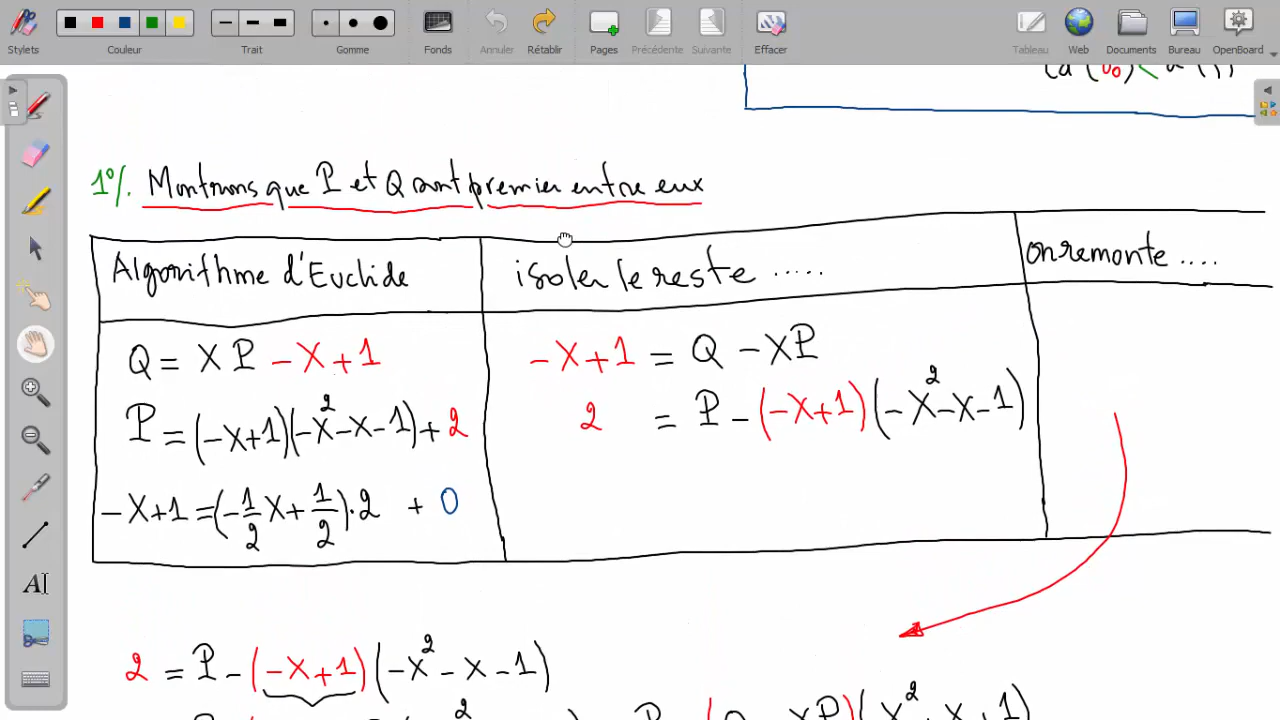 Stylets Couleur Trait Gomme Fonds Annuler Rétablir Pages Précédente Suivante Effacer Tableau Web Documents Bureau OpenBoard
1°/. Montrons que P et Q sont premier entre eux
Algorithme d'Euclide
Q = XP -X+1
P = (-X+1)(-X²-X-1)+2
-X+1=(-1/2X+1/2)·2 + 0
isoler le reste .....
-X+1 = Q -XP
2 = P -(-X+1)(-X²-X-1)
on remonte ....
2 = P -(-X+1)(-X²-X-1)
AI